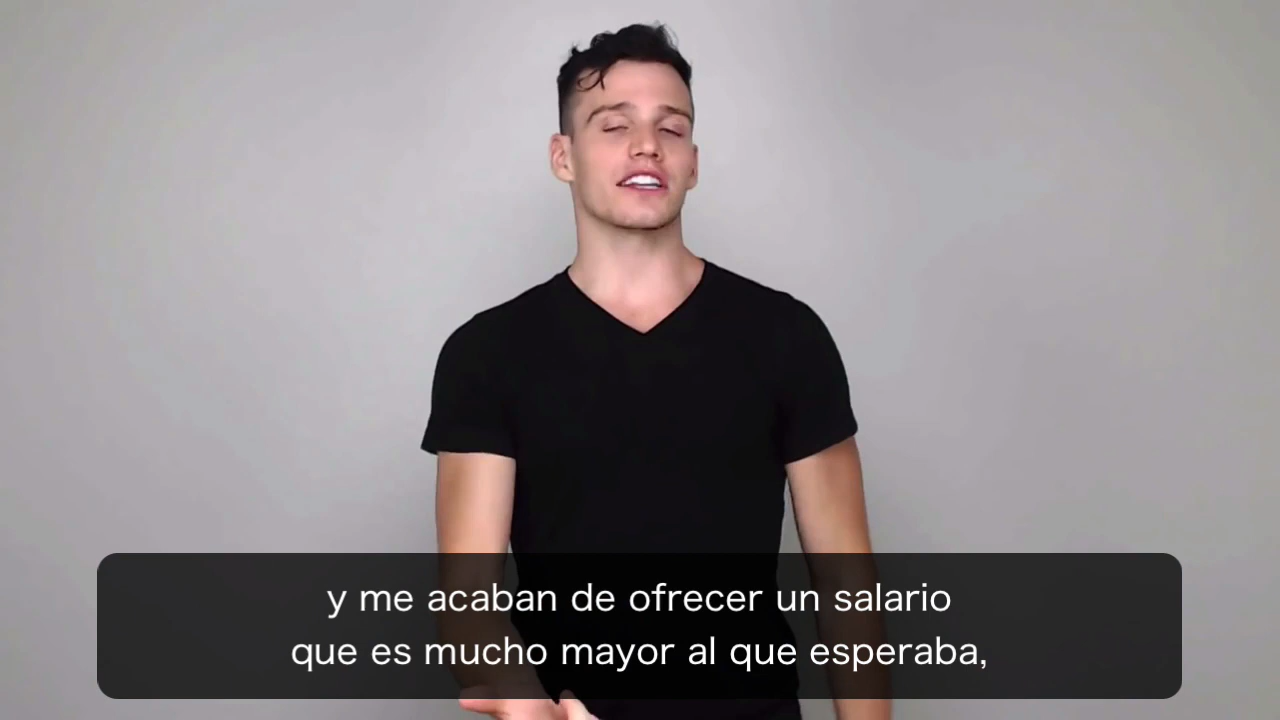 y me acaban de ofrecer un salario
que es mucho mayor al que esperaba,